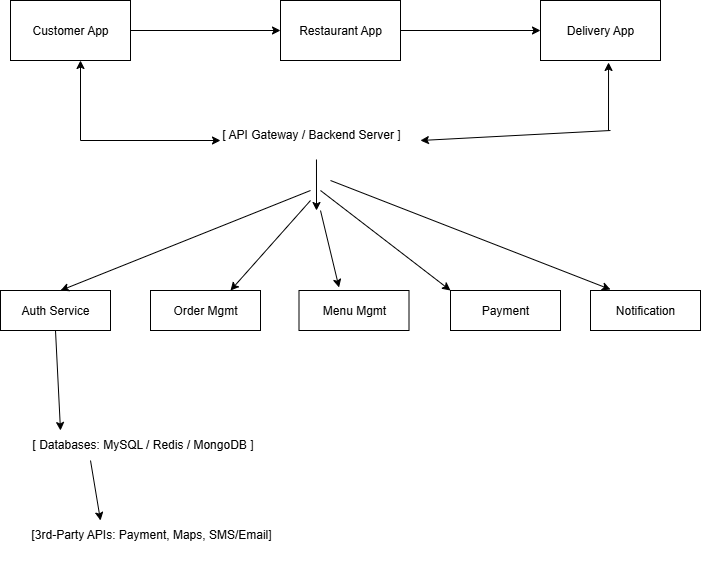 Customer App
Restaurant App
Delivery App
[ API Gateway / Backend Server ]
Auth Service
Order Mgmt
Menu Mgmt
Payment
Notification
[ Databases: MySQL / Redis / MongoDB ]
[3rd-Party APIs: Payment, Maps, SMS/Email]